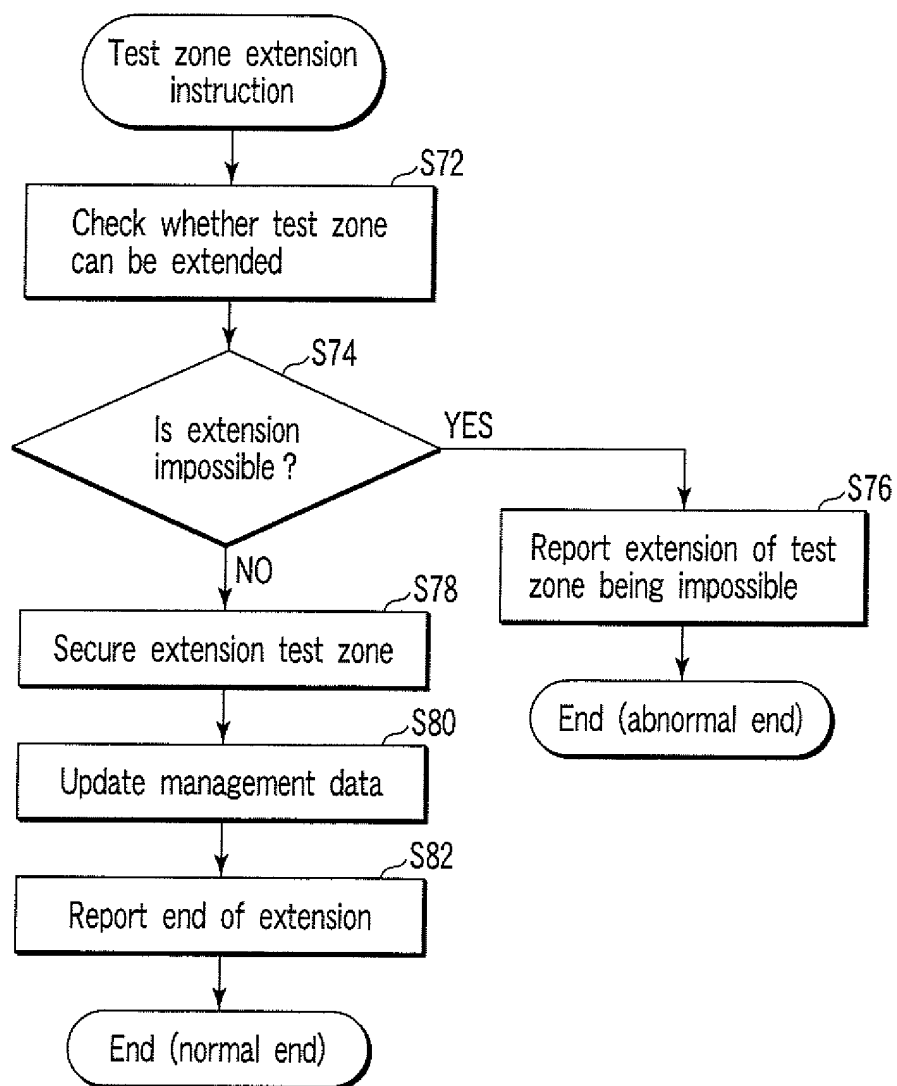 Test zone extension
instruction
S72
Check whether test zone
can be extended
S74
Is extension
impossible ?
YES
S76
Report extension of test
zone being impossible
End (abnormal end)
NO
S78
Secure extension test zone
S80
Update management data
S82
Report end of extension
End (normal end)